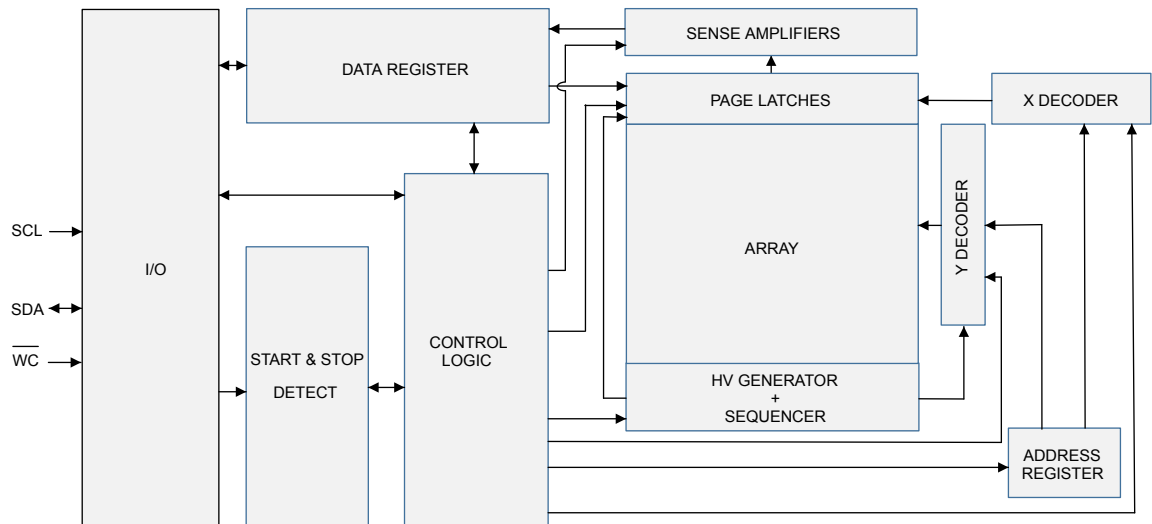 SENSE AMPLIFIERS
DATA REGISTER
PAGE LATCHES
X DECODER
SCL
I/O
Y DECODER
ARRAY
SDA
WC
START & STOP
DETECT
CONTROL
LOGIC
HV GENERATOR
+
SEQUENCER
ADDRESS
REGISTER